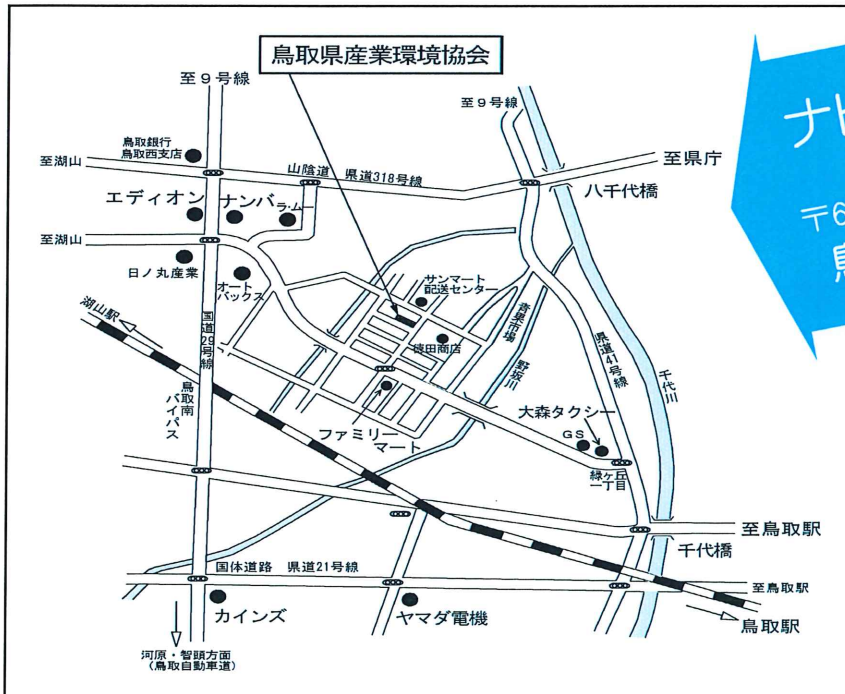 鳥取県産業環境協会
至9号線
至9号線
鳥取銀行
鳥取西支店
至湖山
山陰道 県道318号線
至県庁
八千代橋
エディオン
ナンバ
ラ・ムー
至湖山
日ノ丸産業
オート
バックス
サンマート
配送センター
徳田商店
青果市場
野坂川
県道41号線
千代川
湖山駅
国道29号線
鳥取南
バイパス
ファミリー
マート
大森タクシー
GS
緑ヶ丘
一丁目
至鳥取駅
千代橋
国体道路 県道21号線
至鳥取駅
カインズ
ヤマダ電機
鳥取駅
河原・智頭方面
(鳥取自動車道)
ナビ
〒6
鳥